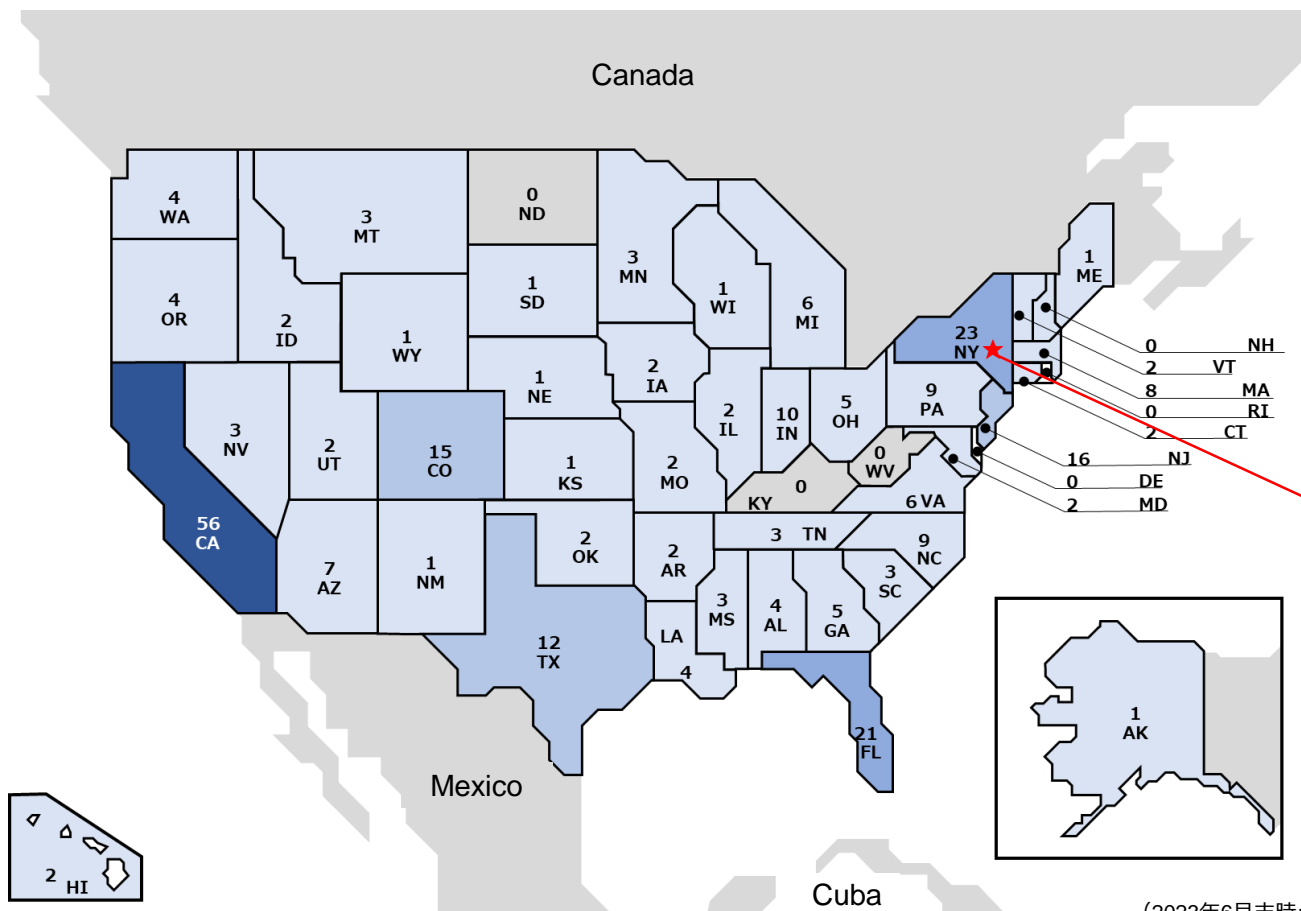 Canada
4
WA
3
MT
0
ND
3
MN
1
WI
6
MI
1
ME
4
OR
2
ID
1
WY
1
SD
2
IA
1
NE
23
NY
0 NH
2 VT
8 MA
0 RI
2 CT
16 NJ
0 DE
2 MD
9
PA
5
OH
10
IN
2
IL
3
NV
2
UT
15
CO
1
KS
2
MO
0
KY
0
WV
6 VA
56
CA
7
AZ
1
NM
2
OK
2
AR
3 TN
9
NC
3
SC
12
TX
LA
4
3
MS
4
AL
5
GA
21
FL
1
AK
2 HI
Mexico
Cuba